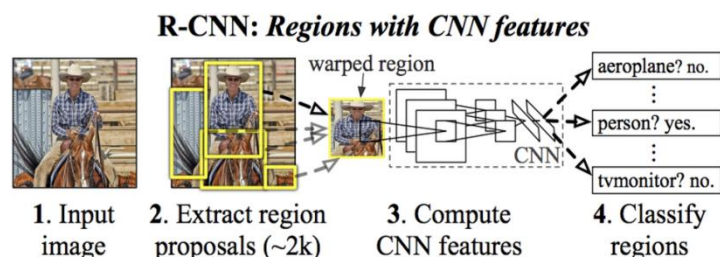 R-CNN: Regions with CNN features
warped region
aeroplane? no.
⋮
person? yes.
⋮
tvmonitor? no.
CNN
1. Input
image
2. Extract region
proposals (~2k)
3. Compute
CNN features
4. Classify
regions